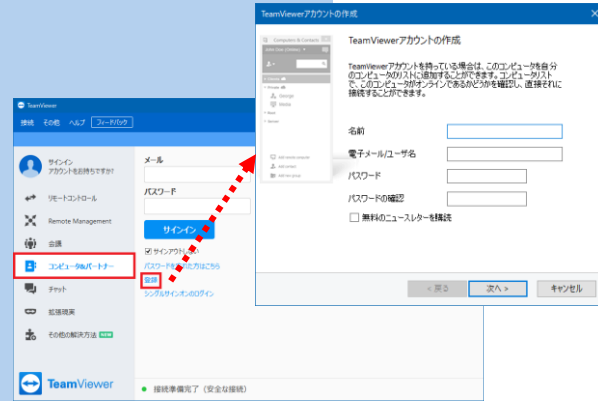 TeamViewer
接続 その他 ヘルプ フィードバック
サインイン
アカウントをお持ちですか?
リモートコントロール
Remote Management
会議
コンピュータ&パートナー
チャット
拡張現実
その他の解決方法 NEW
TeamViewer
メール
パスワード
サインイン
サインアウトしない
パスワードを忘れた方はこちら
登録
シングルサインオンのログイン
接続準備完了(安全な接続)
TeamViewerアカウントの作成
Computers & Contacts
George
Media
Add remote computer
Add contact
TeamViewerアカウントの作成
TeamViewerアカウントを持っている場合は、このコンピュータを自分
のコンピュータのリストに追加することができます。コンピュータリスト
で、このコンピュータがオンラインであるかどうかを確認し、直接それに
接続することができます。
名前
電子メール/ユーザ名
パスワード
パスワードの確認
無料のニュースレターを購読
< 戻る 次へ > キャンセル